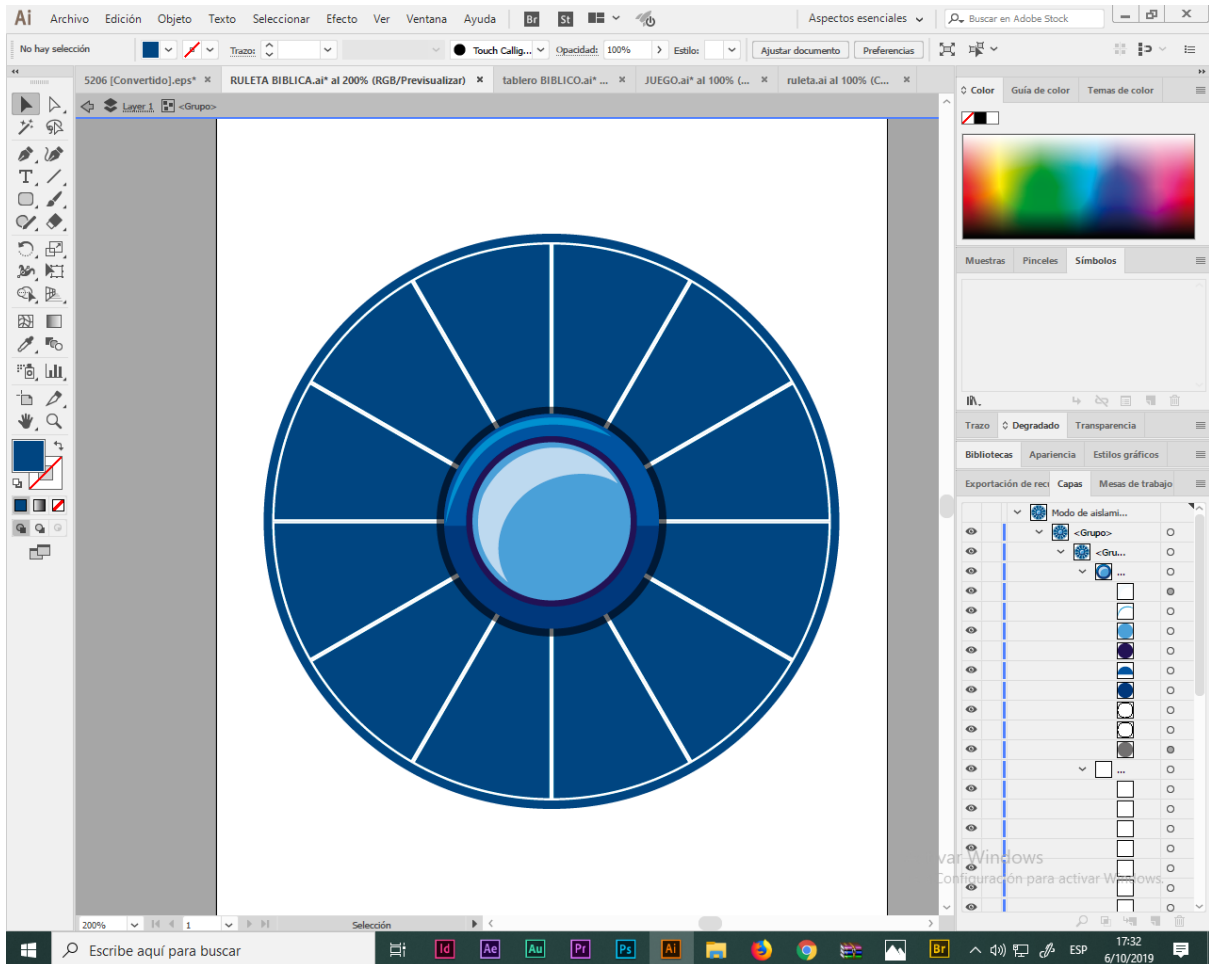 Ai Archivo Edición Objeto Texto Seleccionar Efecto Ver Ventana Ayuda Br St Aspectos esenciales Buscar en Adobe Stock
No hay selección Trazo: Touch Callig... Opacidad: 100% Estilo: Ajustar documento Preferencias
5206 [Convertido].eps* × RULETA BIBLICA.ai* al 200% (RGB/Previsualizar) × tablero BIBLICO.ai* ... × JUEGO.ai* al 100% (... × ruleta.ai al 100% (C... ×
Layer 1 <Grupo>
Color Guía de color Temas de color
Muestras Pinceles Símbolos
Trazo Degradado Transparencia
Bibliotecas Apariencia Estilos gráficos
Exportación de recu Capas Mesas de trabajo
Modo de aislami...
<Grupo>
<Gru...
...
...
var Windows
Configuración para activar Windows.
200% 1 Selección
Escribe aquí para buscar Id Ae Au Pr Ps Ai Br ESP 17:32
6/10/2019